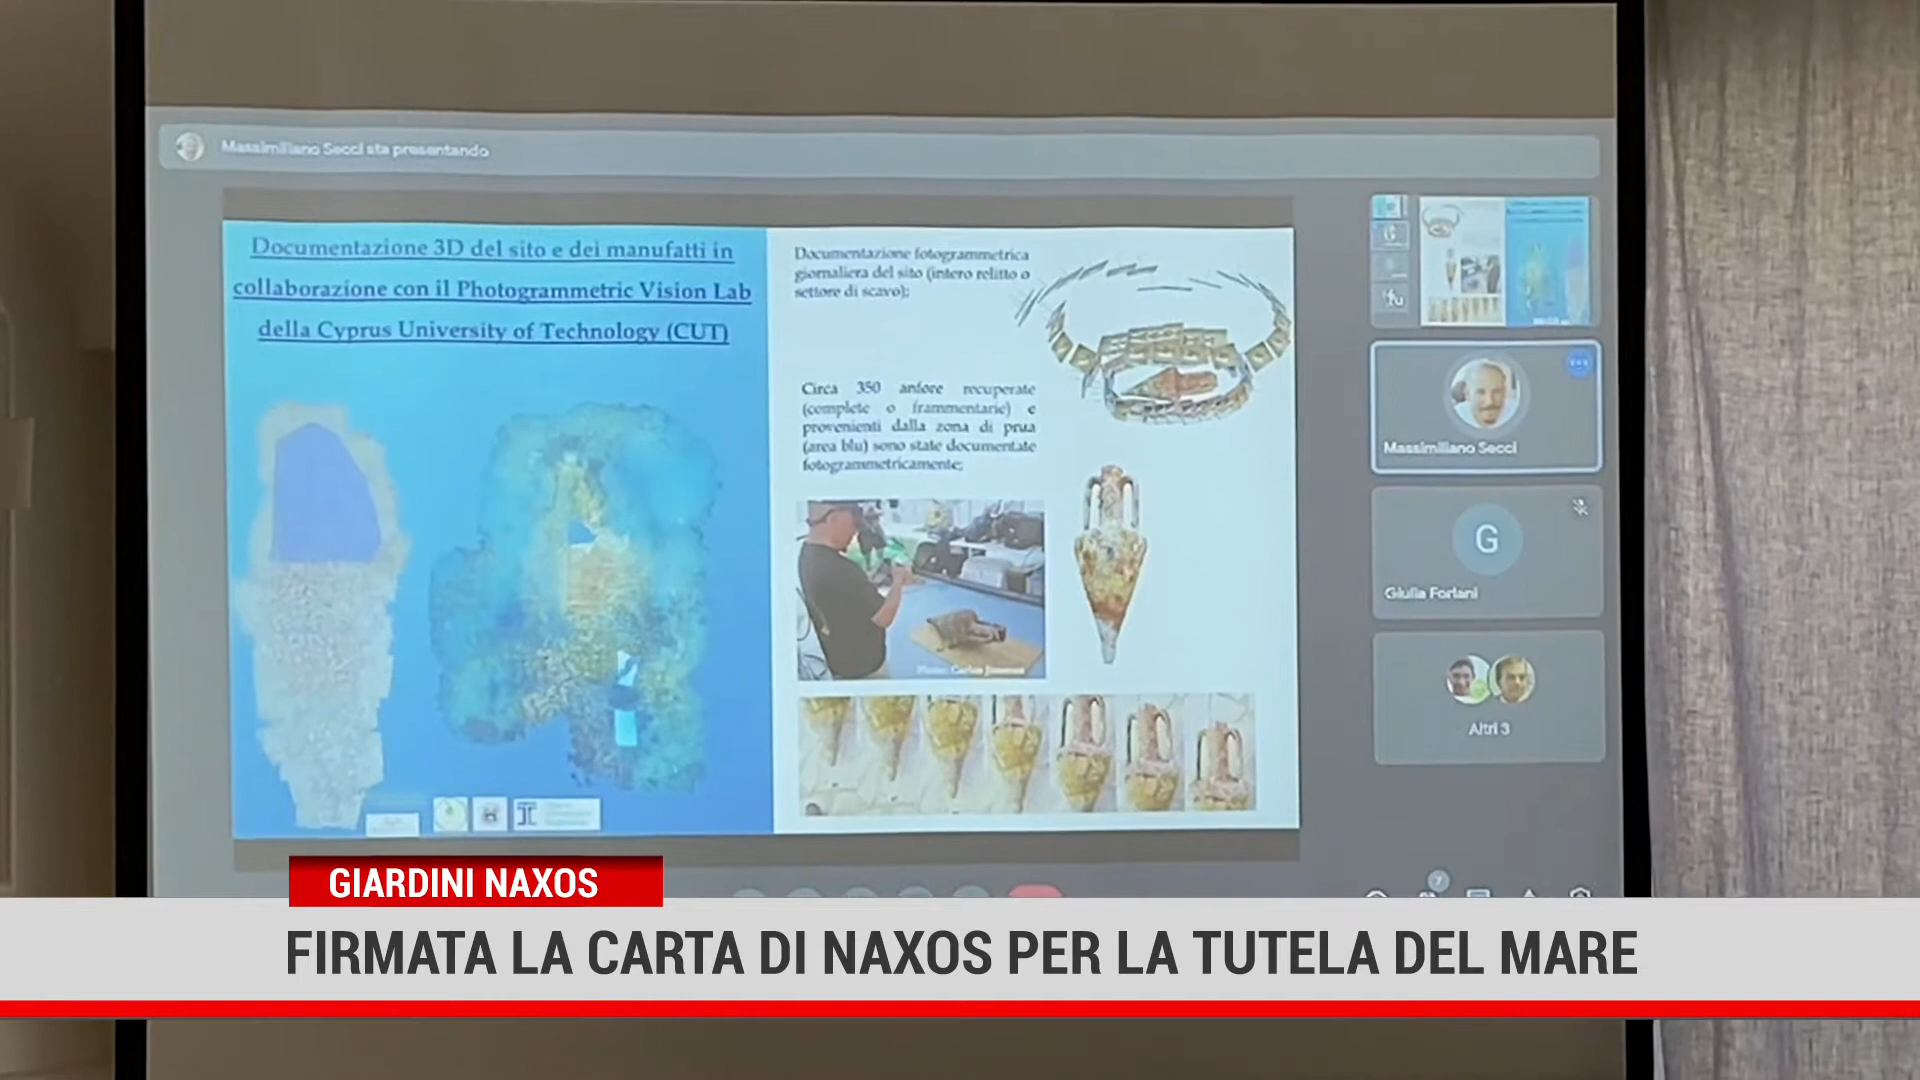 Massimiliano Secci sta presentando
Documentazione 3D del sito e dei manufatti in
collaborazione con il Photogrammetric Vision Lab
della Cyprus University of Technology (CUT)
Documentazione fotogrammetrica
giornaliera del sito (intero relitto o
settore di scavo);
Circa 350 anfore recuperate
(complete o frammentarie) e
provenienti dalla zona di prua
(area blu) sono state documentate
fotogrammetricamente;
Massimiliano Secci
G
Giulia Forlani
Altri 3
7
GIARDINI NAXOS
FIRMATA LA CARTA DI NAXOS PER LA TUTELA DEL MARE